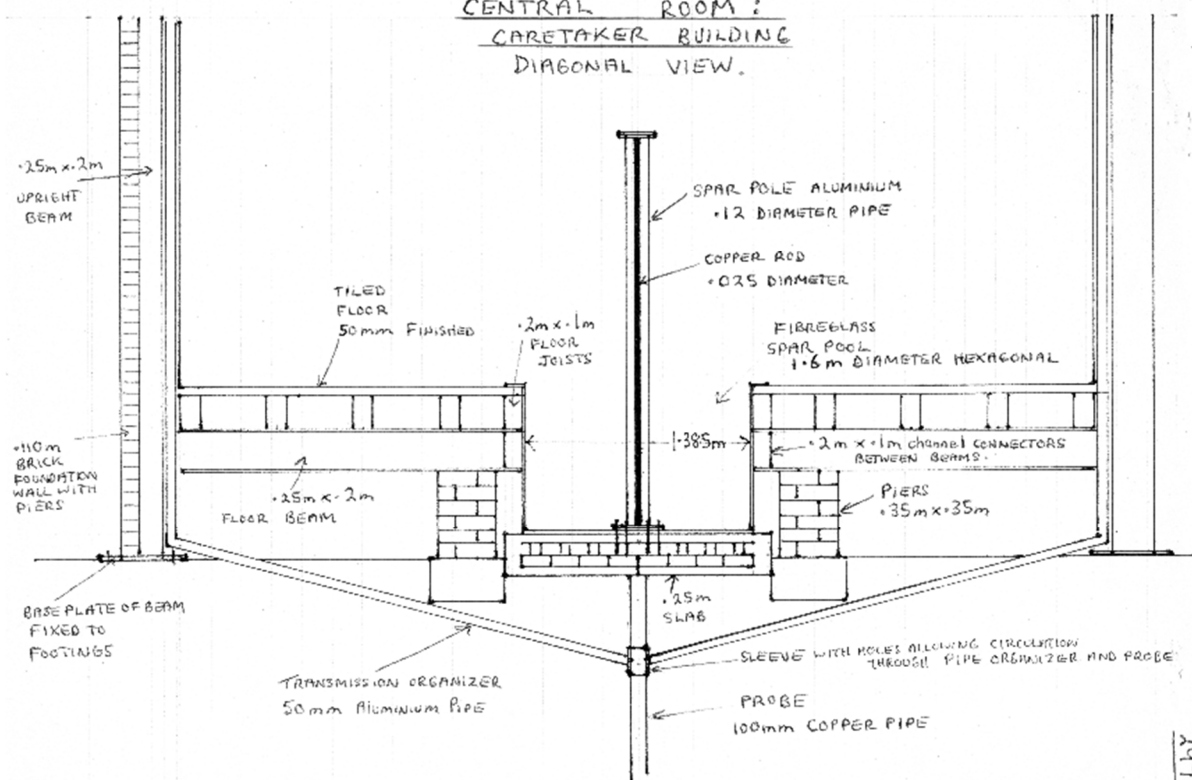 CENTRAL ROOM:
CARETAKER BUILDING
DIAGONAL VIEW.
.25m x .2m
UPRIGHT
BEAM
SPAR POLE ALUMINIUM
.12 DIAMETER PIPE
COPPER ROD
.025 DIAMETER
TILED
FLOOR
50mm FINISHED
.2m x .1m
FLOOR
JOISTS
FIBREGLASS
SPAR POOL
1.6m DIAMETER HEXAGONAL
.110m
BRICK
FOUNDATION
WALL WITH
PIERS
1.385m
.2m x .1m channel CONNECTORS
BETWEEN BEAMS.
.25m x .2m
FLOOR BEAM
PIERS
.35m x .35m
BASE PLATE OF BEAM
FIXED TO
FOOTINGS
.25m
SLAB
SLEEVE WITH HOLES ALLOWING CIRCULATION
THROUGH PIPE ORGANIZER AND PROBE
TRANSMISSION ORGANIZER
50mm ALUMINIUM PIPE
PROBE
100mm COPPER PIPE